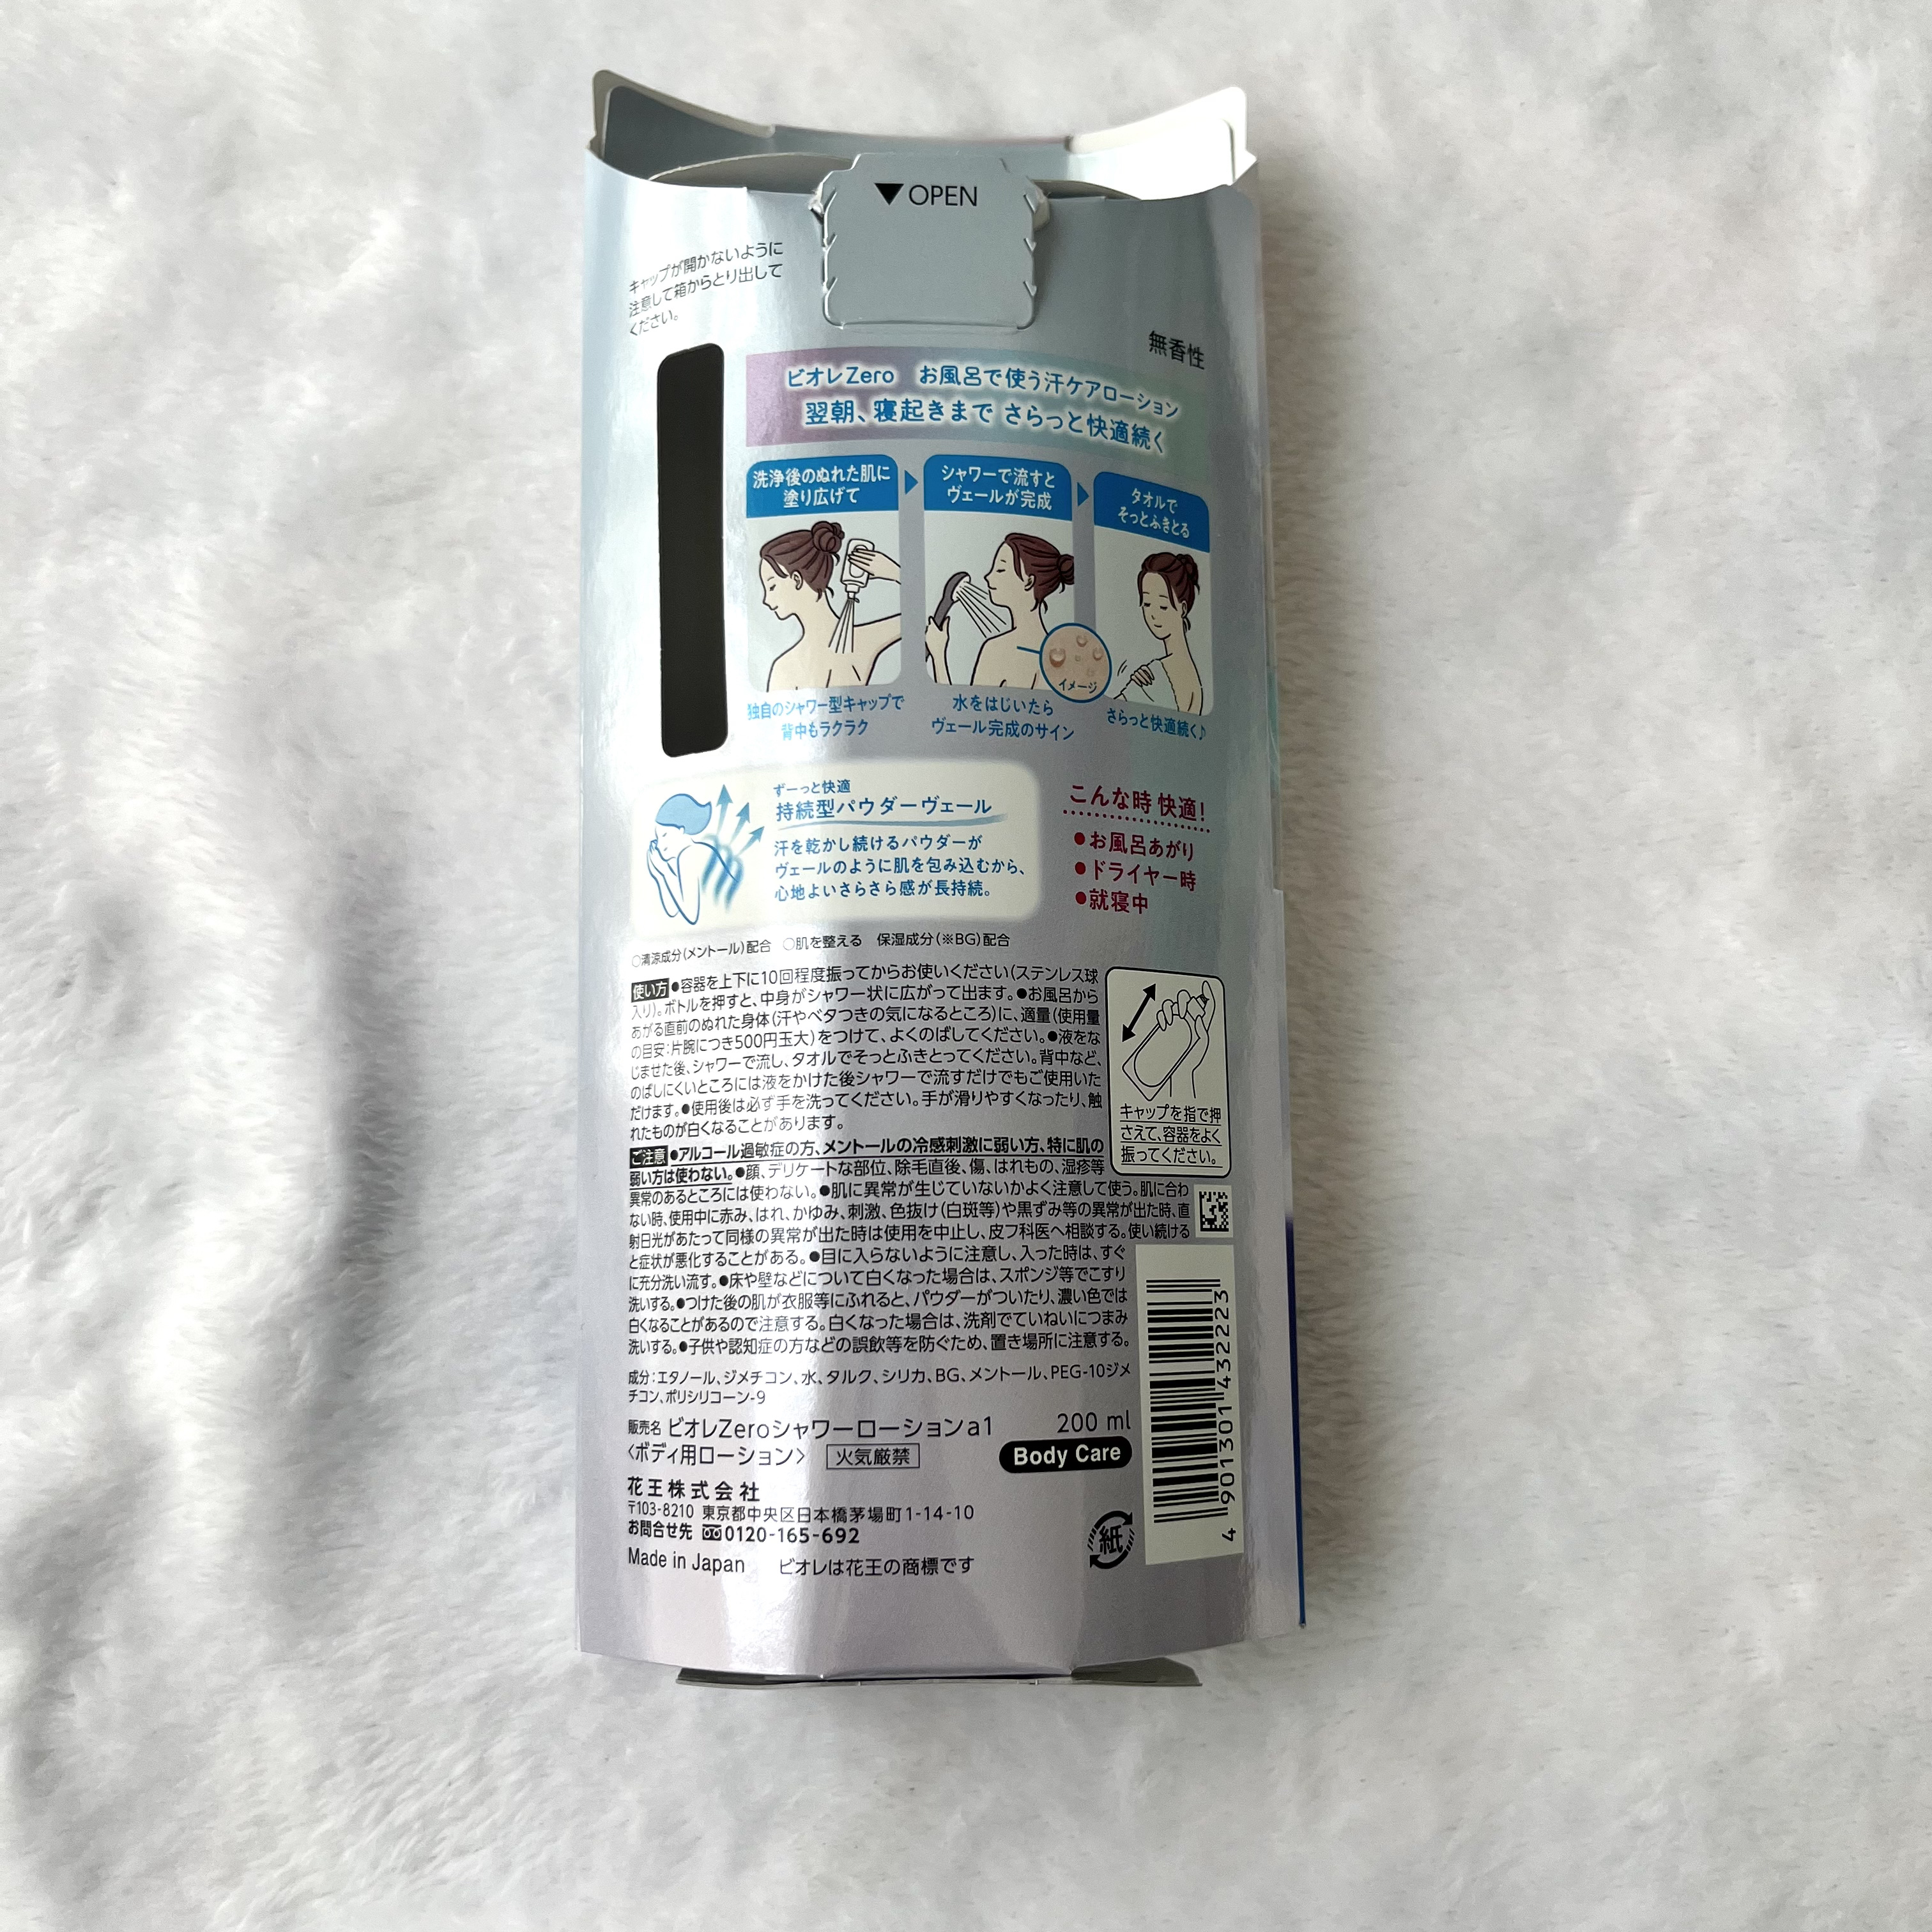 ▼OPEN
キャップが開かないように
注意して箱からとり出して
ください。
無香性
ビオレZero お風呂で使う汗ケアローション
翌朝、寝起きまで さらっと快適続く
洗浄後のぬれた肌に
塗り広げて
シャワーで流すと
ヴェールが完成
タオルで
そっとふきとる
イメージ
独自のシャワー型キャップで
背中もラクラク
水をはじいたら
ヴェール完成のサイン
さらっと快適続く♪
ずーっと快適
持続型パウダーヴェール
汗を乾かし続けるパウダーが
ヴェールのように肌を包み込むから、
心地よいさらさら感が長持続。
こんな時 快適!
●お風呂あがり
●ドライヤー時
●就寝中
○清涼成分(メントール)配合 ○肌を整える 保湿成分(※BG)配合
使い方 ●容器を上下に10回程度振ってからお使いください(ステンレス球
入り)。ボトルを押すと、中身がシャワー状に広がって出ます。●お風呂から
あがる直前のぬれた身体(汗やベタつきの気になるところ)に、適量(使用量
の目安:片腕につき500円玉大)をつけて、よくのばしてください。●液をな
じませた後、シャワーで流し、タオルでそっとふきとってください。背中など、
のばしにくいところには液をかけた後シャワーで流すだけでもご使用いた
だけます。●使用後は必ず手を洗ってください。手が滑りやすくなったり、触
れたものが白くなることがあります。
キャップを指で押
さえて、容器をよく
振ってください。
ご注意 ●アルコール過敏症の方、メントールの冷感刺激に弱い方、特に肌の
弱い方は使わない。●顔、デリケートな部位、除毛直後、傷、はれもの、湿疹等
異常のあるところには使わない。●肌に異常が生じていないかよく注意して使う。肌に合わ
ない時、使用中に赤み、はれ、かゆみ、刺激、色抜け(白斑等)や黒ずみ等の異常が出た時、直
射日光があたって同様の異常が出た時は使用を中止し、皮フ科医へ相談する。使い続ける
と症状が悪化することがある。●目に入らないように注意し、入った時は、すぐ
に充分洗い流す。●床や壁などについて白くなった場合は、スポンジ等でこすり
洗いする。●つけた後の肌が衣服等にふれると、パウダーがついたり、濃い色では
白くなることがあるので注意する。白くなった場合は、洗剤でていねいにつまみ
洗いする。●子供や認知症の方などの誤飲等を防ぐため、置き場所に注意する。
成分:エタノール、ジメチコン、水、タルク、シリカ、BG、メントール、PEG-10ジメ
チコン、ポリシリコーン-9
販売名 ビオレZeroシャワーローションa1 200 ml
〈ボディ用ローション〉 火気厳禁 Body Care
花王株式会社
〒103-8210 東京都中央区日本橋茅場町1-14-10
お問合せ先 0120-165-692
Made in Japan ビオレは花王の商標です
紙
4 901301 432223